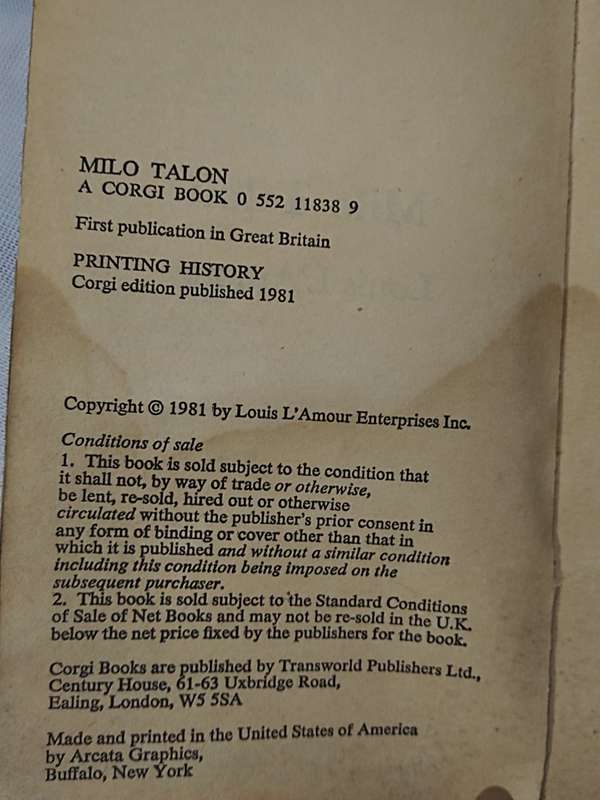 MILO TALON
A CORGI BOOK 0 552 11838 9
First publication in Great Britain
PRINTING HISTORY
Corgi edition published 1981
Copyright © 1981 by Louis L'Amour Enterprises Inc.
Conditions of sale
1. This book is sold subject to the condition that
it shall not, by way of trade or otherwise,
be lent, re-sold, hired out or otherwise
circulated without the publisher's prior consent in
any form of binding or cover other than that in
which it is published and without a similar condition
including this condition being imposed on the
subsequent purchaser.
2. This book is sold subject to the Standard Conditions
of Sale of Net Books and may not be re-sold in the U.K.
below the net price fixed by the publishers for the book.
Corgi Books are published by Transworld Publishers Ltd.,
Century House, 61-63 Uxbridge Road,
Ealing, London, W5 5SA
Made and printed in the United States of America
by Arcata Graphics,
Buffalo, New York